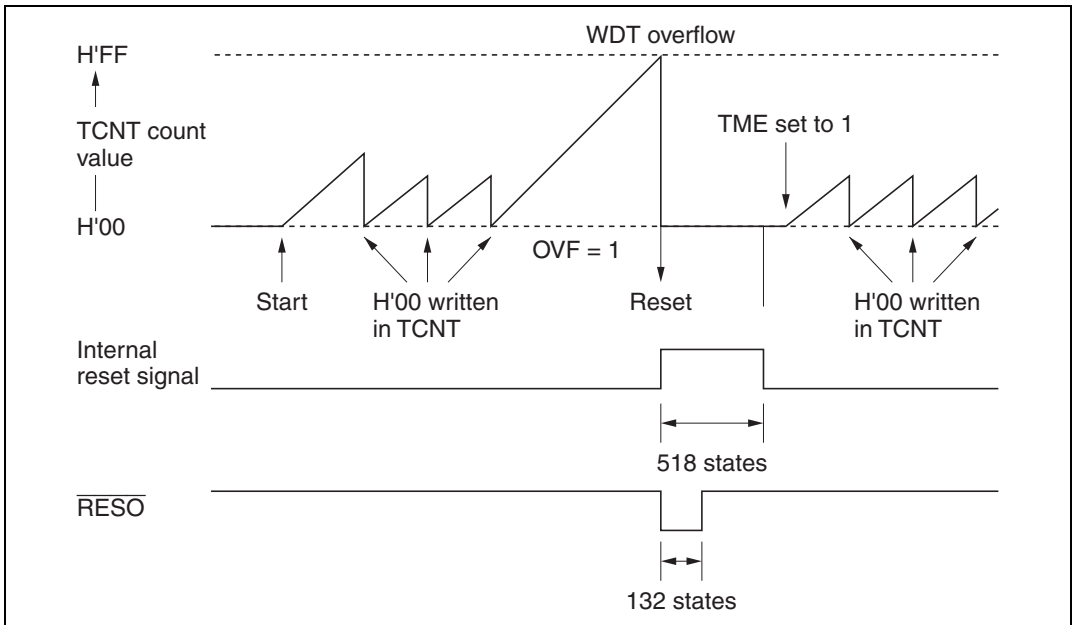 WDT overflow
H'FF
TCNT count
value
TME set to 1
H'00
OVF = 1
Start
H'00 written
in TCNT
Reset
H'00 written
in TCNT
Internal
reset signal
518 states
RESO
132 states